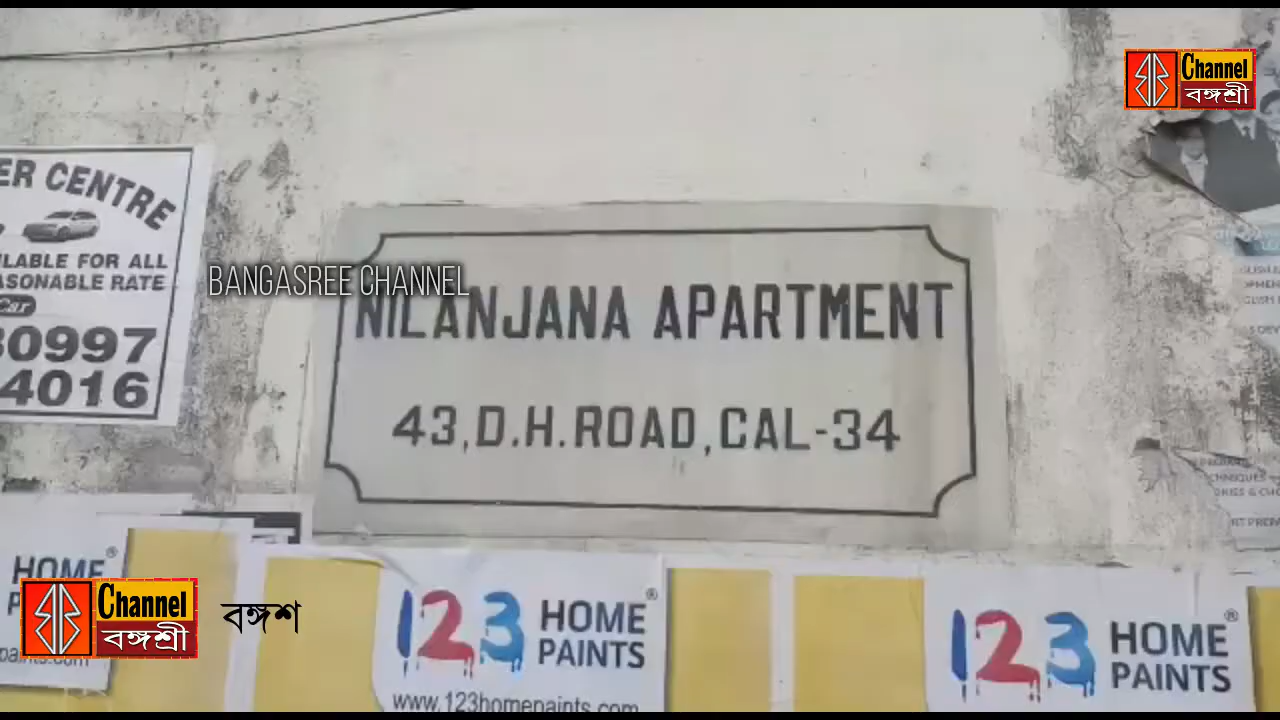 Channel
বঙ্গশ্রী
ER CENTRE
ILABLE FOR ALL
ASONABLE RATE
Car
30997
4016
BANGASREE CHANNEL
NILANJANA APARTMENT
43,D.H.ROAD,CAL-34
HOME
123 HOME PAINTS®
www.123homepaints.com
123 HOME PAINTS®
Channel
বঙ্গশ্রী
বঙ্গশ